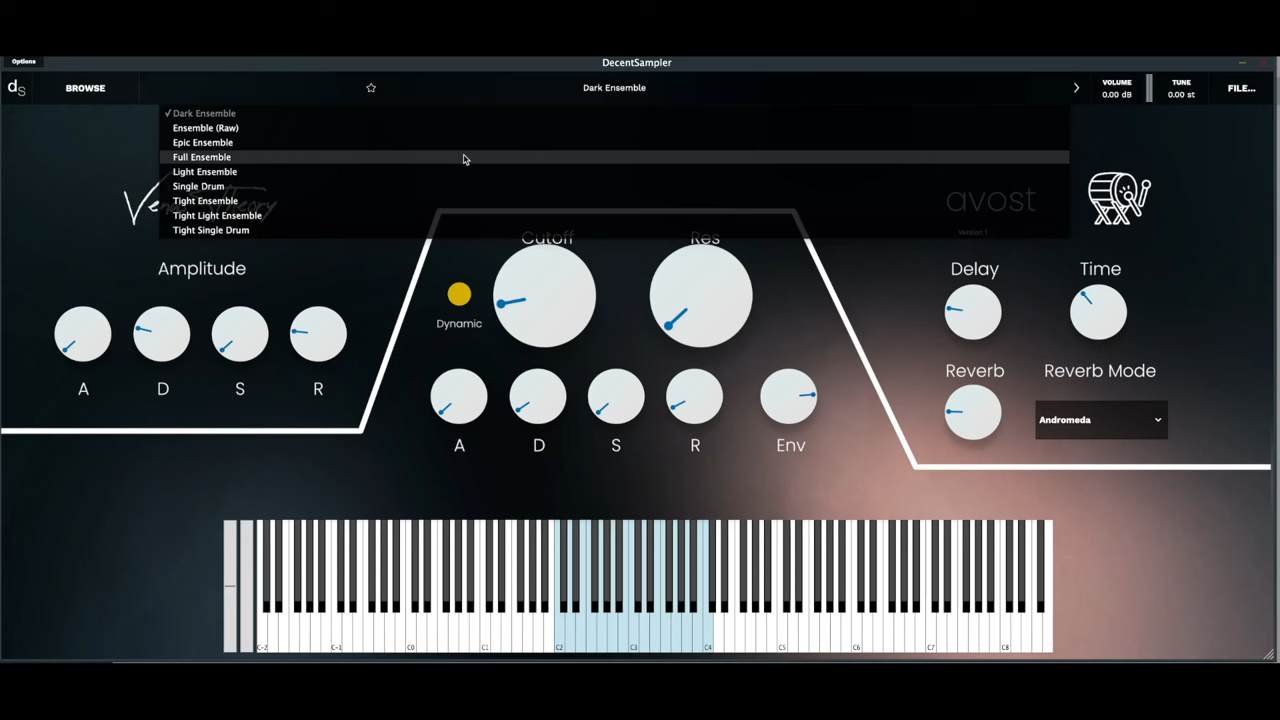 Options
DecentSampler
ds
BROWSE
Dark Ensemble
VOLUME
0.00 dB
TUNE
0.00 st
FILE...
✓ Dark Ensemble
Ensemble (Raw)
Epic Ensemble
Full Ensemble
Light Ensemble
Single Drum
Tight Ensemble
Tight Light Ensemble
Tight Single Drum
avost
Version 1
Amplitude
A
D
S
R
Cutoff
Res
Dynamic
A
D
S
R
Env
Delay
Time
Reverb
Reverb Mode
Andromeda
C-2
C-1
C0
C1
C2
C3
C4
C5
C6
C7
C8